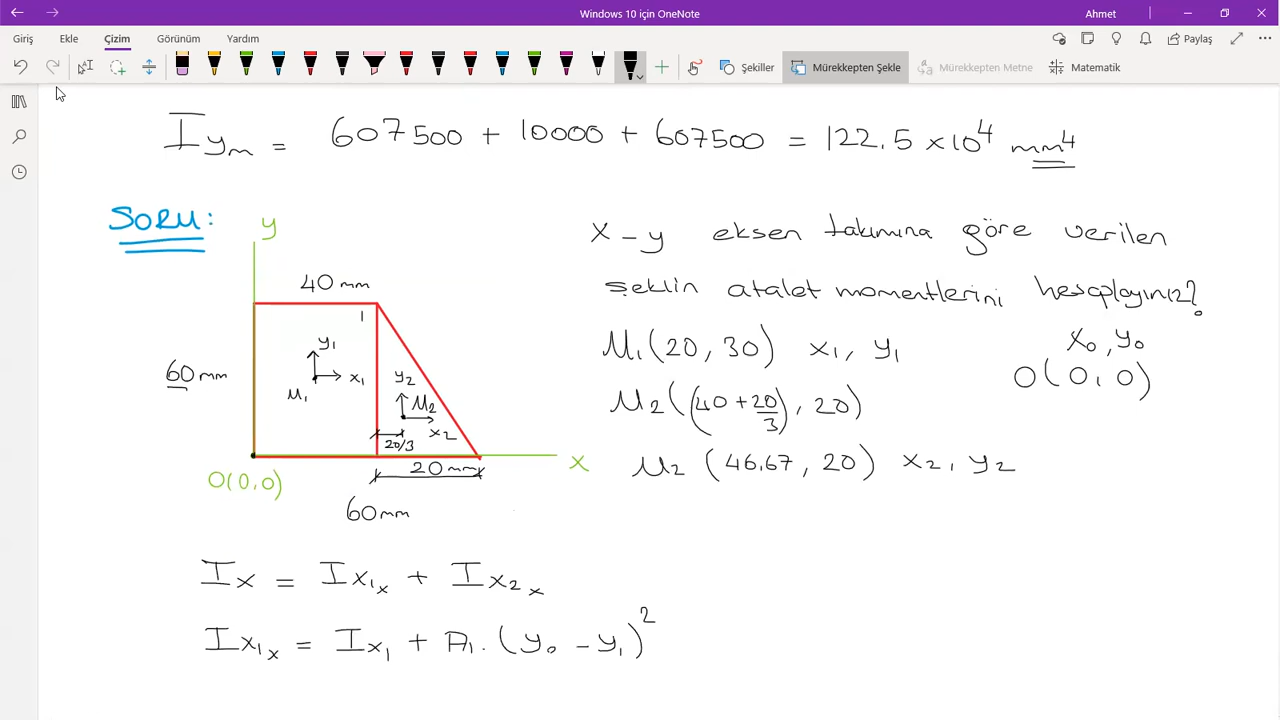 Windows 10 için OneNote
Ahmet
Giriş Ekle Çizim Görünüm Yardım
Paylaş
Şekiller
Mürekkepten Şekle
Mürekkepten Metne
Matematik
Iym = 607500 + 10000 + 607500 = 122.5 x10⁴ mm⁴
SORU:
x - y eksen takımına göre verilen
şeklin atalet momentlerini hesaplayınız?
y
40 mm
1
60 mm
y1
x1
M1
y2
M2
x2
20/3
20 mm
x
O(0,0)
60 mm
M1(20, 30) x1, y1
x0, y0
O(0, 0)
M2((40 + 20/3), 20)
M2 (46,67, 20) x2, y2
Ix = Ix1x + Ix2x
Ix1x = Ix1 + A1.(y0 - y1)²